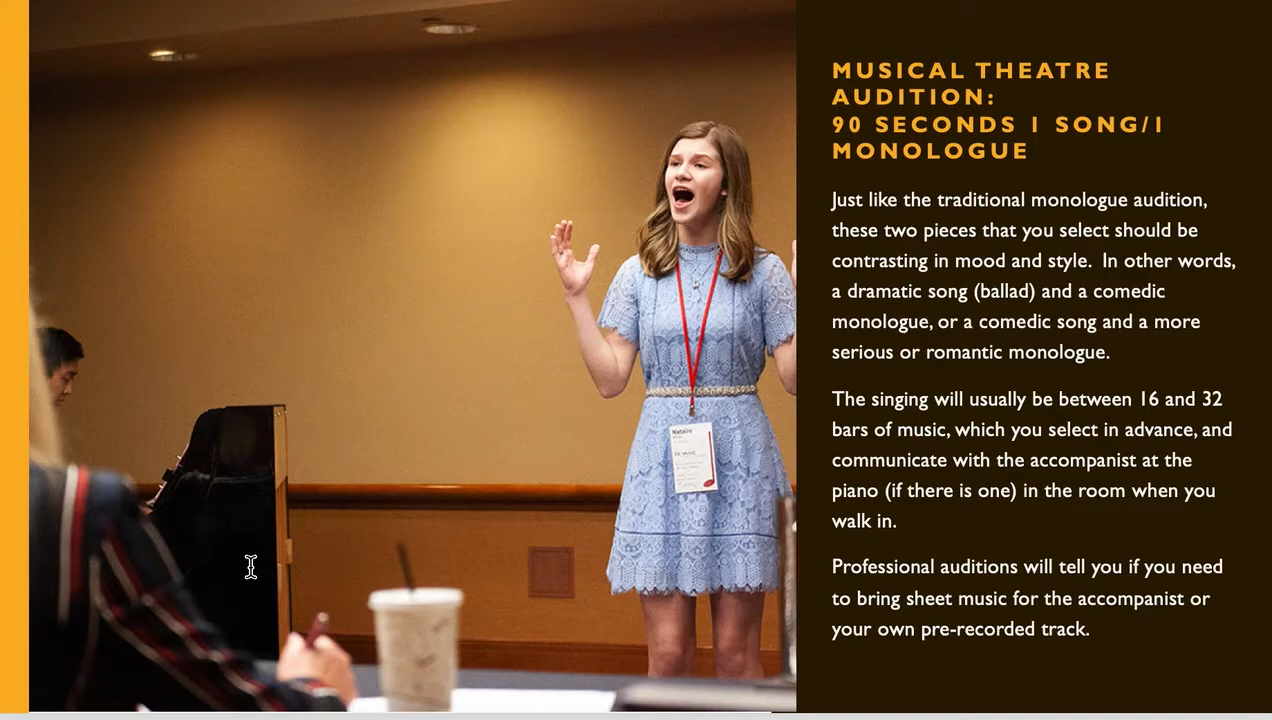 MUSICAL THEATRE
AUDITION:
90 SECONDS 1 SONG/1
MONOLOGUE
Just like the traditional monologue audition,
these two pieces that you select should be
contrasting in mood and style.  In other words,
a dramatic song (ballad) and a comedic
monologue, or a comedic song and a more
serious or romantic monologue.
The singing will usually be between 16 and 32
bars of music, which you select in advance, and
communicate with the accompanist at the
piano (if there is one) in the room when you
walk in.
Professional auditions will tell you if you need
to bring sheet music for the accompanist or
your own pre-recorded track.
Natalie